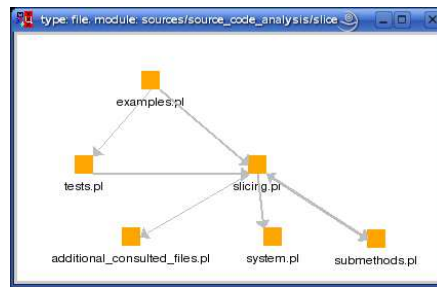 type: file. module: sources/source_code_analysis/slice
examples.pl
tests.pl
slicing.pl
additional_consulted_files.pl
system.pl
submethods.pl